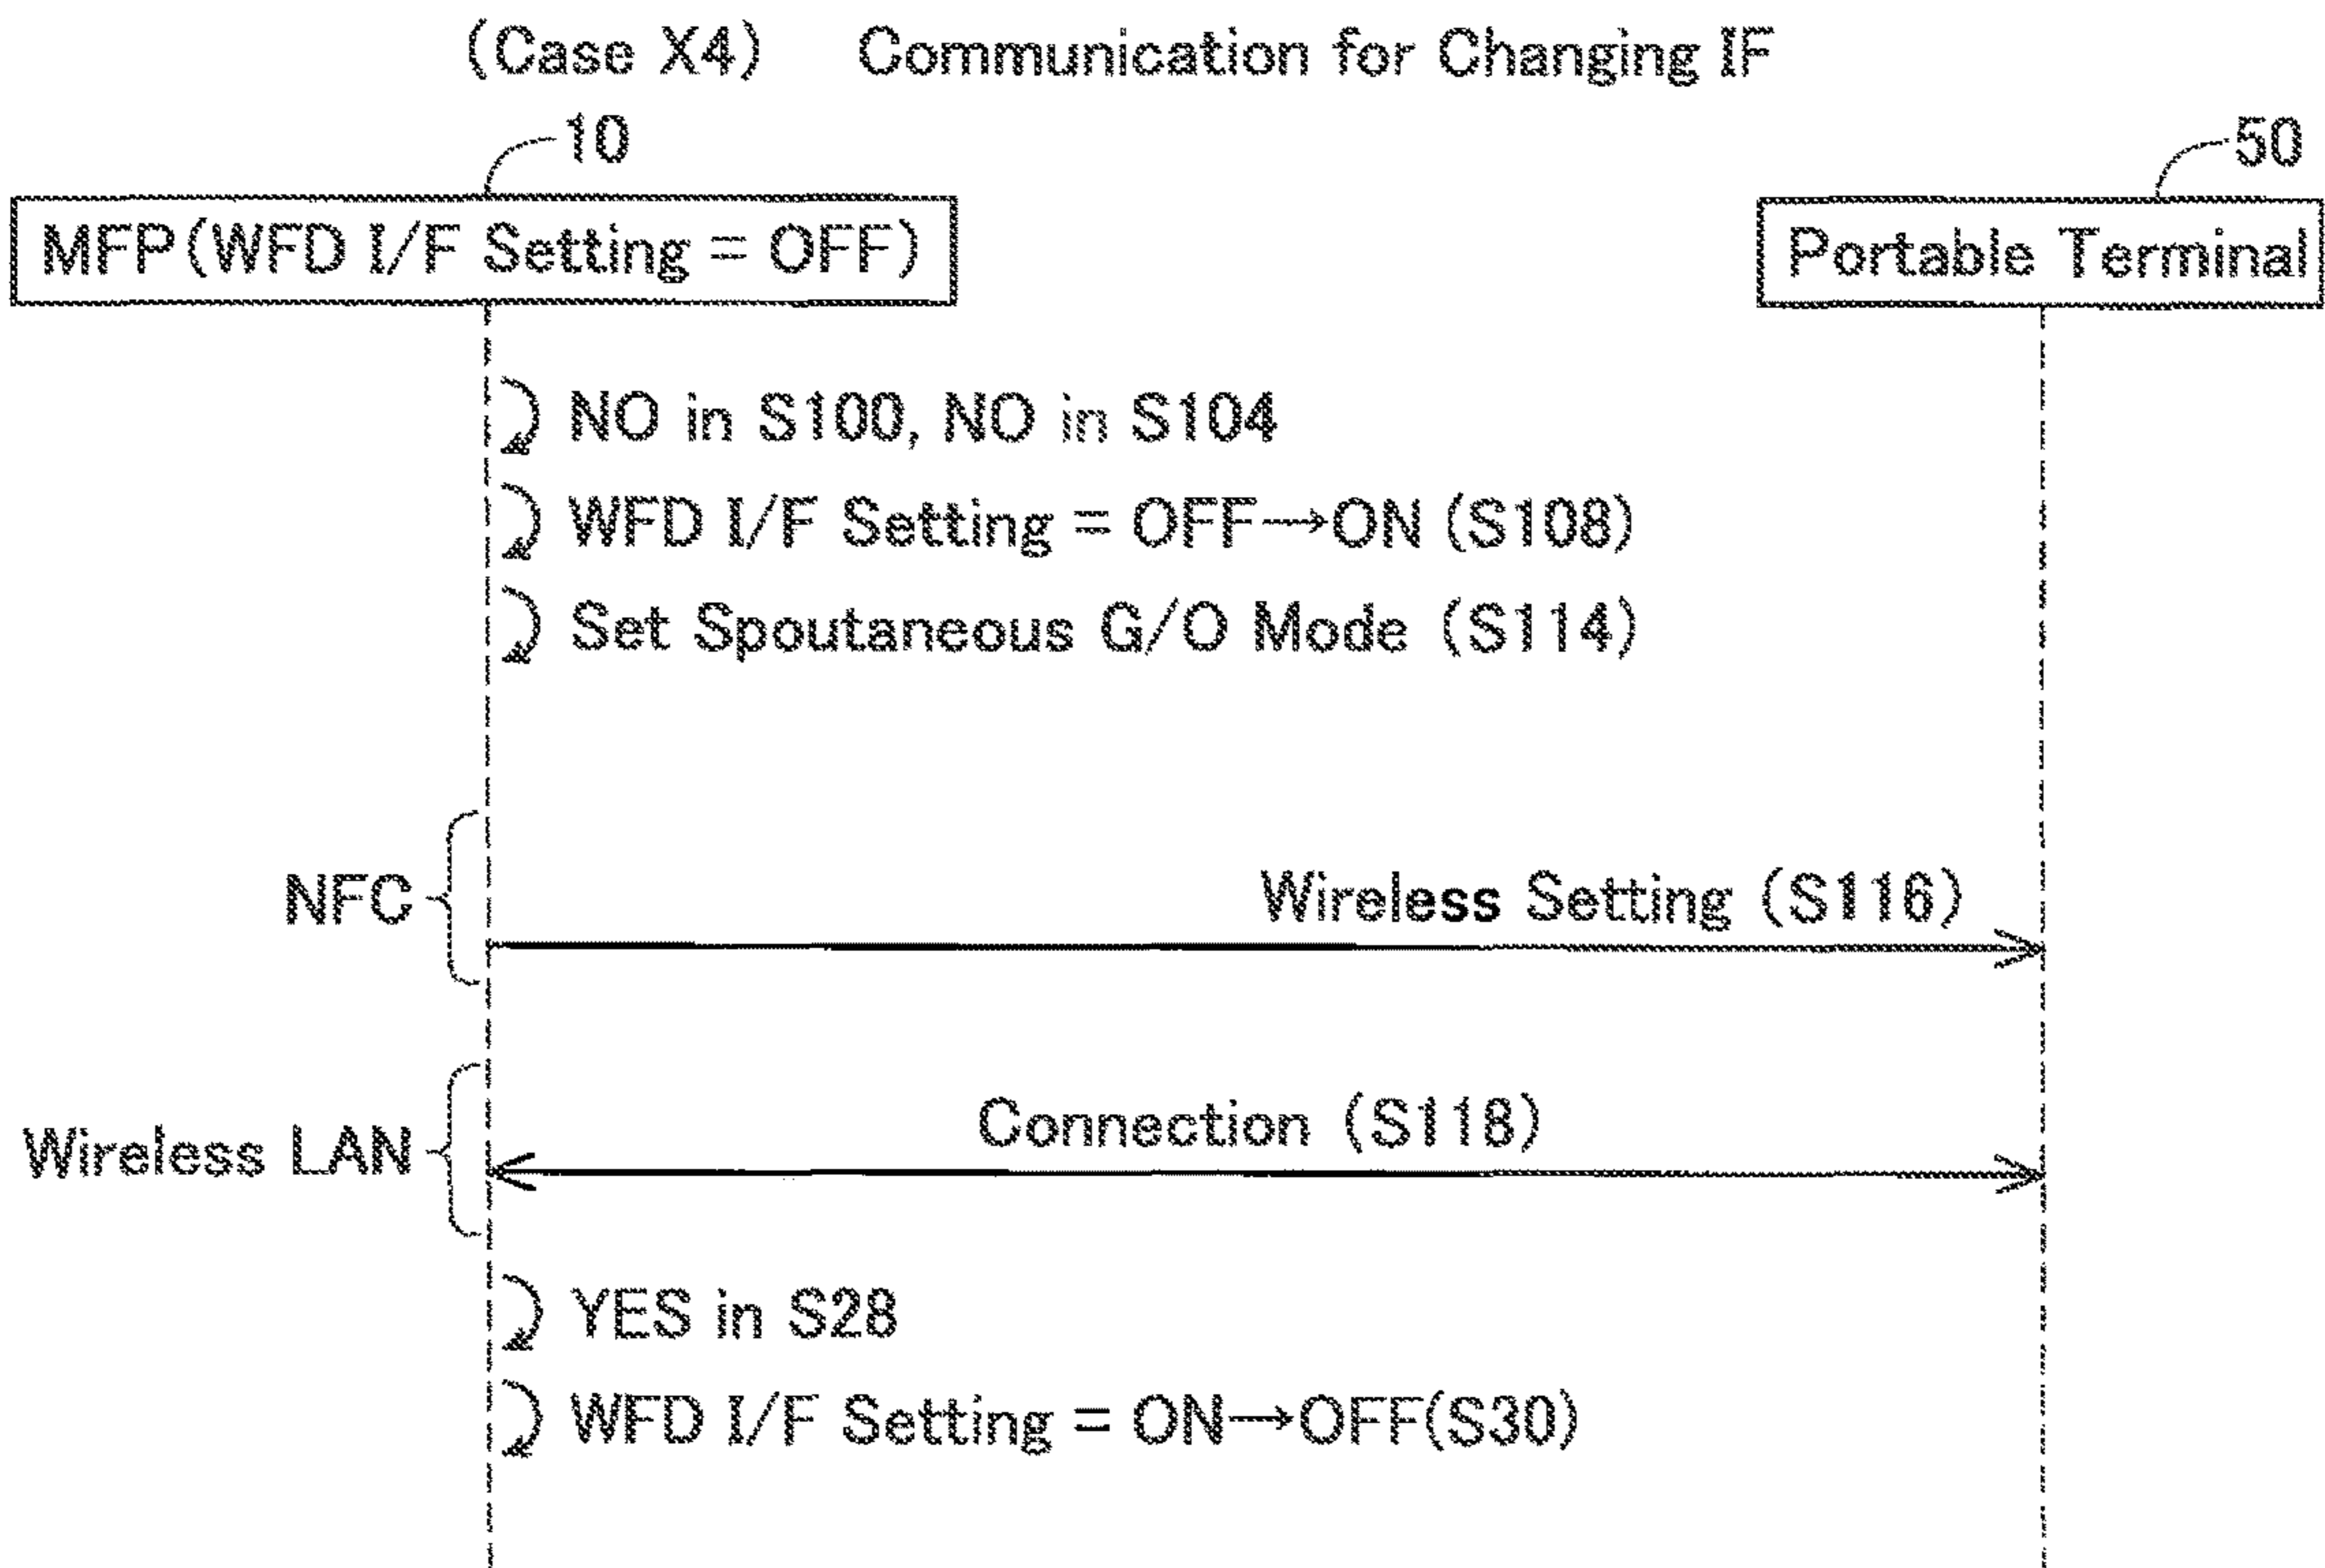 (Case X4) Communication for Changing IF
10
50
MFP(WFD I/F Setting = OFF)
Portable Terminal
NO in S100, NO in S104
WFD I/F Setting = OFF→ON (S108)
Set Spoutaneous G/O Mode (S114)
NFC
Wireless Setting (S116)
Wireless LAN
Connection (S118)
YES in S28
WFD I/F Setting = ON→OFF(S30)